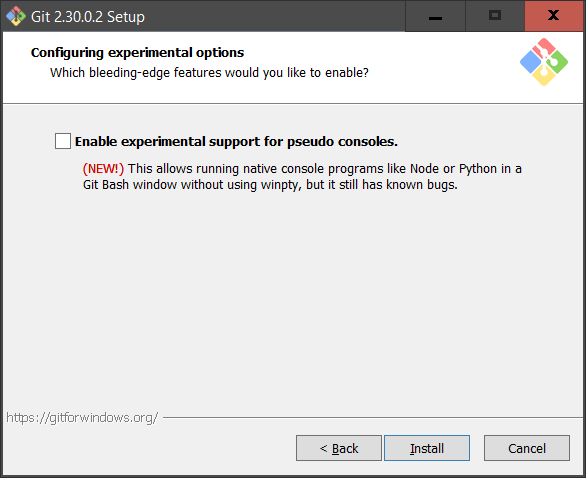 Git 2.30.0.2 Setup
Configuring experimental options
Which bleeding-edge features would you like to enable?
Enable experimental support for pseudo consoles.
(NEW!) This allows running native console programs like Node or Python in a
Git Bash window without using winpty, but it still has known bugs.
https://gitforwindows.org/
< Back
Install
Cancel